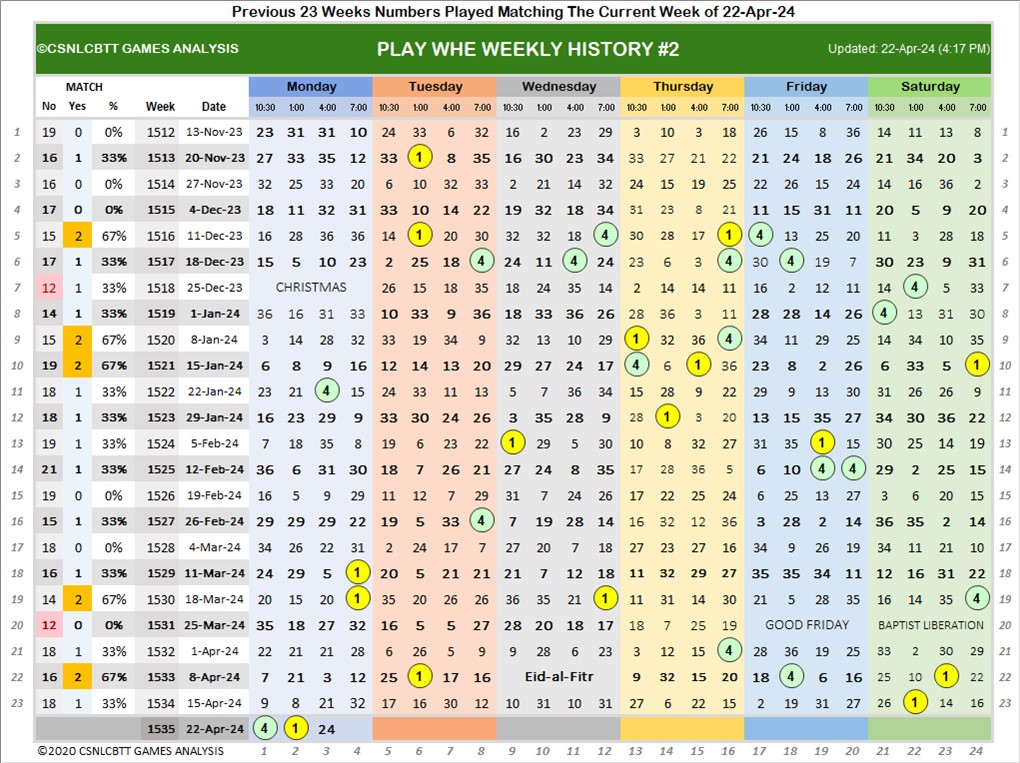 Previous 23 Weeks Numbers Played Matching The Current Week of 22-Apr-24
©CSNLCBTT GAMES ANALYSIS PLAY WHE WEEKLY HISTORY #2 Updated: 22-Apr-24 (4:17 PM)
MATCH Monday Tuesday Wednesday Thursday Friday Saturday
No Yes % Week Date 10:30 1:00 4:00 7:00 10:30 1:00 4:00 7:00 10:30 1:00 4:00 7:00 10:30 1:00 4:00 7:00 10:30 1:00 4:00 7:00 10:30 1:00 4:00 7:00
1 19 0 0% 1512 13-Nov-23 23 31 31 10 24 33 6 32 16 2 23 29 3 10 3 18 26 15 8 36 14 11 13 8 1
2 16 1 33% 1513 20-Nov-23 27 33 35 12 33 1 8 35 16 30 23 34 33 27 21 22 21 24 18 26 21 34 20 3 2
3 16 0 0% 1514 27-Nov-23 32 25 33 20 6 10 32 33 2 21 14 32 24 15 19 25 22 26 15 24 14 16 36 2 3
4 17 0 0% 1515 4-Dec-23 18 11 32 31 33 10 14 22 19 32 18 34 31 23 8 21 11 15 31 11 20 5 9 20 4
5 15 2 67% 1516 11-Dec-23 16 28 36 36 14 1 20 30 32 32 18 4 30 28 17 1 4 13 25 20 11 3 28 18 5
6 17 1 33% 1517 18-Dec-23 15 5 10 23 2 25 18 4 24 11 4 24 23 6 3 4 30 4 19 7 30 23 9 31 6
7 12 1 33% 1518 25-Dec-23 CHRISTMAS 26 15 18 35 18 24 35 14 2 14 14 11 16 2 12 11 14 4 5 33 7
8 14 1 33% 1519 1-Jan-24 36 16 31 33 10 33 9 36 18 33 36 26 28 36 3 11 28 28 14 26 4 13 31 30 8
9 15 2 67% 1520 8-Jan-24 3 14 28 32 33 19 34 9 32 13 10 29 1 32 36 4 34 11 29 25 14 34 10 35 9
10 19 2 67% 1521 15-Jan-24 6 8 9 16 12 14 13 20 29 27 24 17 4 6 1 36 23 8 2 26 6 33 5 1 10
11 18 1 33% 1522 22-Jan-24 23 21 4 15 24 33 11 13 5 7 36 34 15 28 9 22 29 9 13 30 31 26 26 9 11
12 18 1 33% 1523 29-Jan-24 16 23 29 9 33 30 24 26 3 35 28 9 28 1 3 20 13 15 35 27 34 30 36 22 12
13 19 1 33% 1524 5-Feb-24 7 18 35 8 19 6 23 22 1 29 5 30 10 8 32 27 31 35 1 15 30 25 14 19 13
14 21 1 33% 1525 12-Feb-24 36 6 31 30 18 7 26 21 27 24 8 35 17 28 36 5 6 10 4 4 29 2 25 15 14
15 19 0 0% 1526 19-Feb-24 16 5 9 29 11 12 7 29 31 7 24 26 17 22 25 24 6 25 13 27 3 6 20 15 15
16 15 1 33% 1527 26-Feb-24 29 29 29 22 19 5 33 4 7 19 28 14 16 32 12 36 3 28 2 14 36 35 2 14 16
17 18 0 0% 1528 4-Mar-24 34 26 22 31 2 24 17 7 27 20 7 18 27 23 27 16 34 9 26 19 34 11 21 10 17
18 16 1 33% 1529 11-Mar-24 24 29 5 1 20 5 21 21 21 7 12 18 11 32 29 27 35 35 34 11 12 16 31 22 18
19 14 2 67% 1530 18-Mar-24 20 15 20 1 35 20 26 26 36 35 21 1 11 31 14 30 21 5 28 35 16 14 35 4 19
20 12 0 0% 1531 25-Mar-24 35 18 27 32 16 5 5 27 28 20 18 17 18 7 25 19 GOOD FRIDAY BAPTIST LIBERATION 20
21 18 1 33% 1532 1-Apr-24 22 21 21 28 6 26 5 9 9 28 6 23 3 12 15 4 28 36 19 25 33 2 30 29 21
22 16 2 67% 1533 8-Apr-24 7 21 3 12 25 1 17 16 Eid-al-Fitr 9 32 15 20 18 4 6 16 25 10 1 22 22
23 18 1 33% 1534 15-Apr-24 9 8 21 32 17 16 30 12 10 31 23 31 27 6 22 15 2 19 31 27 26 1 14 16 23
1535 22-Apr-24 4 1 24
©2020 CSNLCBTT GAMES ANALYSIS 1 2 3 4 5 6 7 8 9 10 11 12 13 14 15 16 17 18 19 20 21 22 23 24